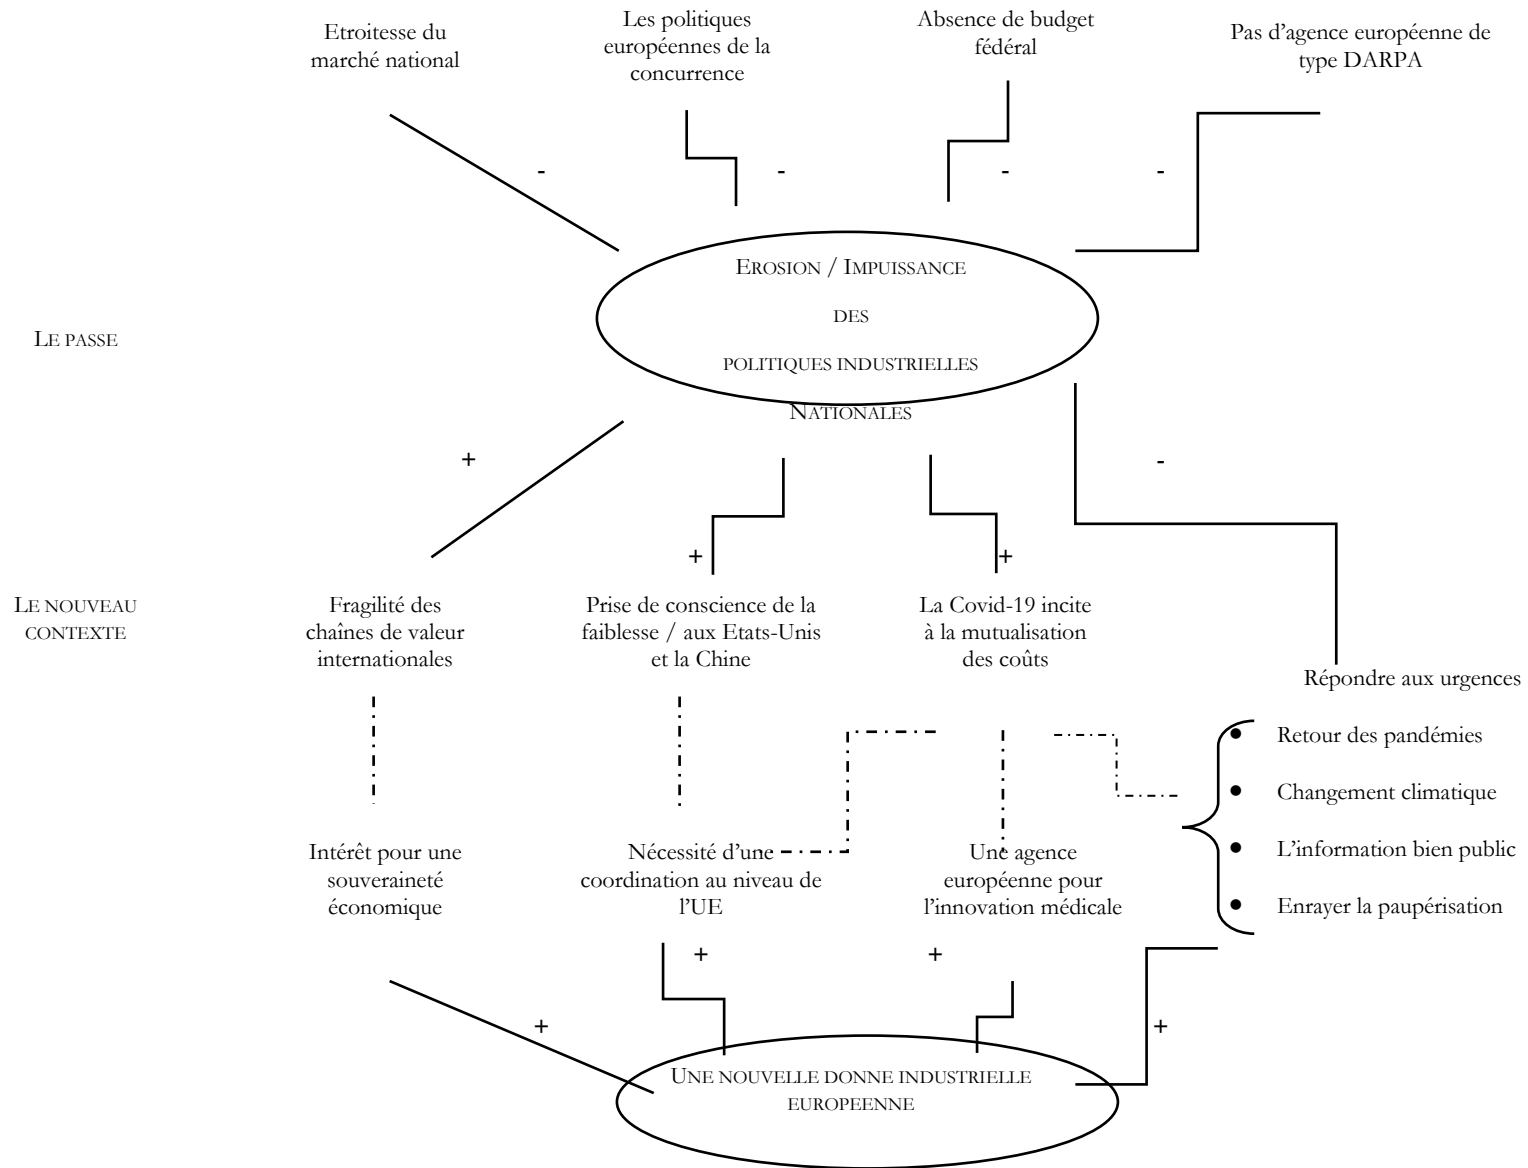 Etroitesse du
marché national
Les politiques
européennes de la
concurrence
Absence de budget
fédéral
Pas d'agence européenne de
type DARPA
-
-
-
-
EROSION / IMPUISSANCE
DES
POLITIQUES INDUSTRIELLES
NATIONALES
LE PASSE
+
-
+
+
LE NOUVEAU
CONTEXTE
Fragilité des
chaînes de valeur
internationales
Prise de conscience de la
faiblesse / aux Etats-Unis
et la Chine
La Covid-19 incite
à la mutualisation
des coûts
Répondre aux urgences
• Retour des pandémies
• Changement climatique
• L'information bien public
• Enrayer la paupérisation
Intérêt pour une
souveraineté
économique
Nécessité d'une
coordination au niveau de
l'UE
Une agence
européenne pour
l'innovation médicale
+
+
+
+
UNE NOUVELLE DONNE INDUSTRIELLE
EUROPEENNE